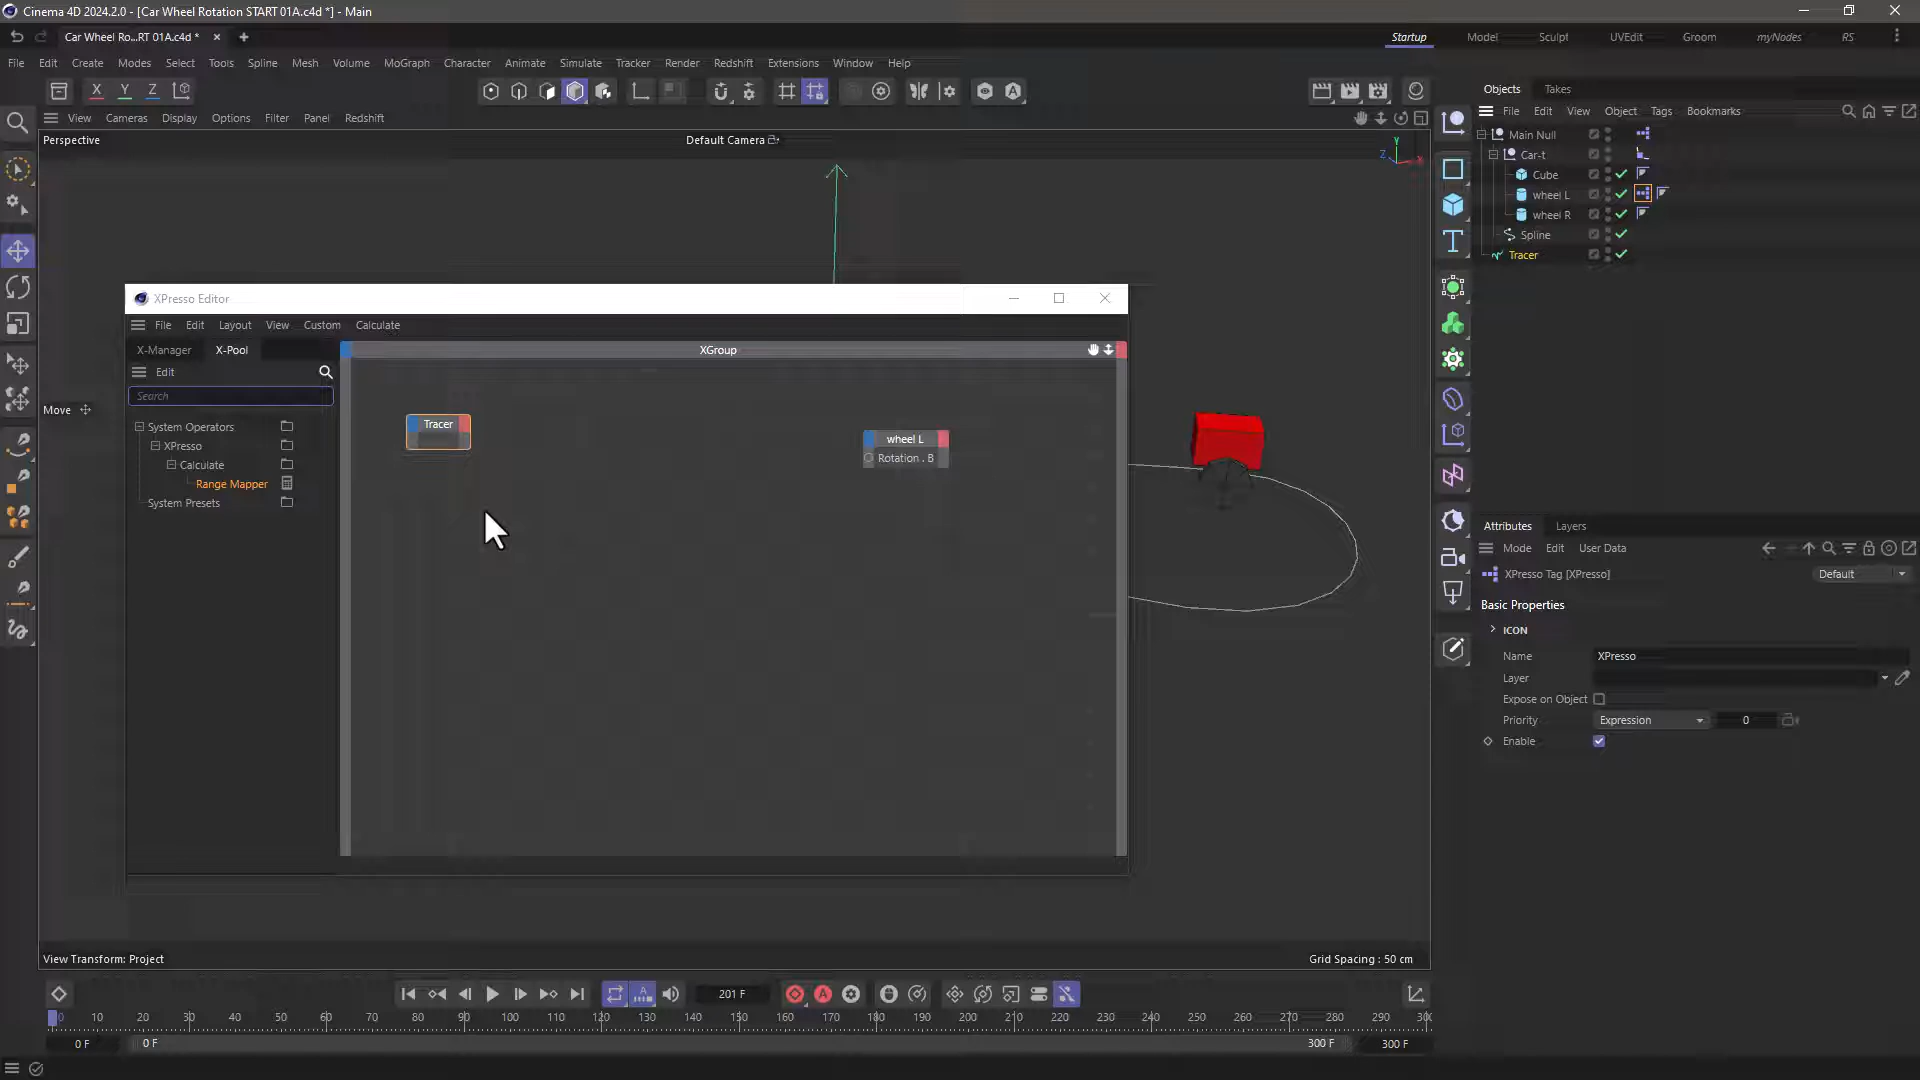 Cinema 4D 2024.2.0 - [Car Wheel Rotation START 01A.c4d *] - Main
Car Wheel Ro...RT 01A.c4d *
Startup Model Sculpt UVEdit Groom myNodes RS
File Edit Create Modes Select Tools Spline Mesh Volume MoGraph Character Animate Simulate Tracker Render Redshift Extensions Window Help
X Y Z
View Cameras Display Options Filter Panel Redshift
Perspective
Default Camera
Y
Z X
Objects Takes
File Edit View Object Tags Bookmarks
Main Null
Car-t
Cube
wheel L
wheel R
Spline
Tracer
XPresso Editor
File Edit Layout View Custom Calculate
X-Manager X-Pool
Edit
Search
System Operators
XPresso
Calculate
Range Mapper
System Presets
XGroup
Tracer
wheel L
Rotation . B
Move
Attributes Layers
Mode Edit User Data
XPresso Tag [XPresso]
Default
Basic Properties
ICON
Name XPresso
Layer
Expose on Object
Priority Expression 0
Enable
View Transform: Project
Grid Spacing : 50 cm
201 F
0 10 20 30 40 50 60 70 80 90 100 110 120 130 140 150 160 170 180 190 200 210 220 230 240 250 260 270 280 290 30
0 F 0 F 300 F 300 F